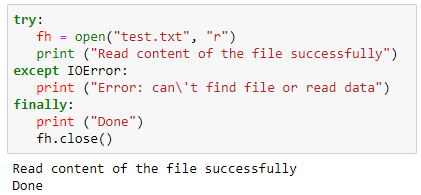 try:
   fh = open("test.txt", "r")
   print ("Read content of the file successfully")
except IOError:
   print ("Error: can\'t find file or read data")
finally:
   print ("Done")
   fh.close()
Read content of the file successfully
Done